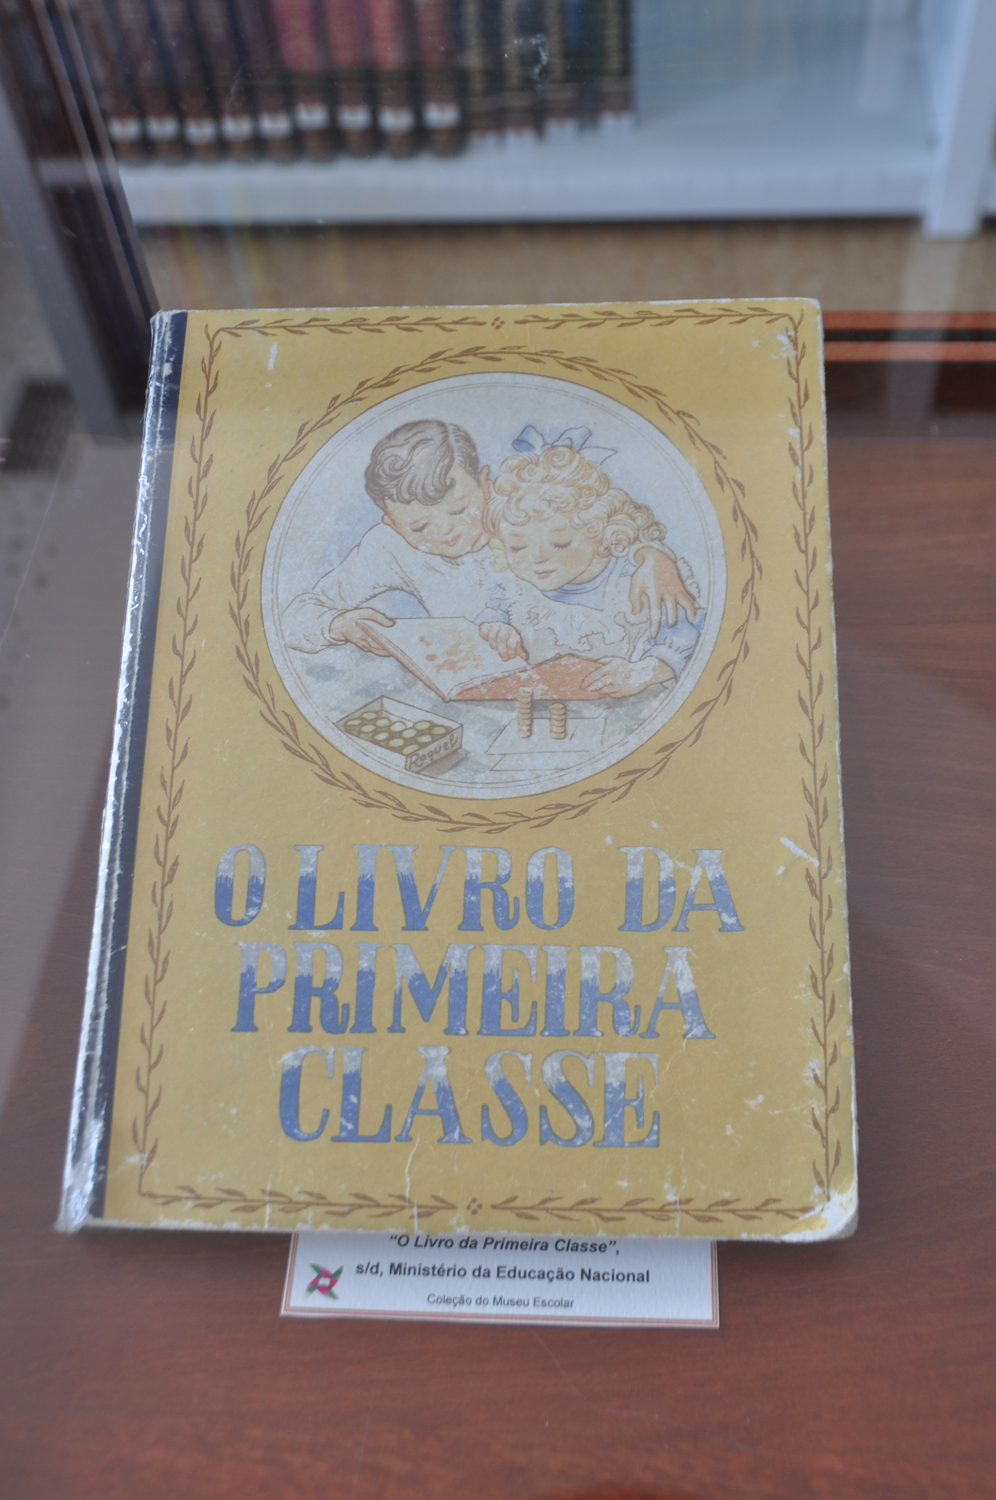 Raquel
O LIVRO DA
PRIMEIRA
CLASSE
“O Livro da Primeira Classe”,
s/d, Ministério da Educação Nacional
Coleção do Museu Escolar